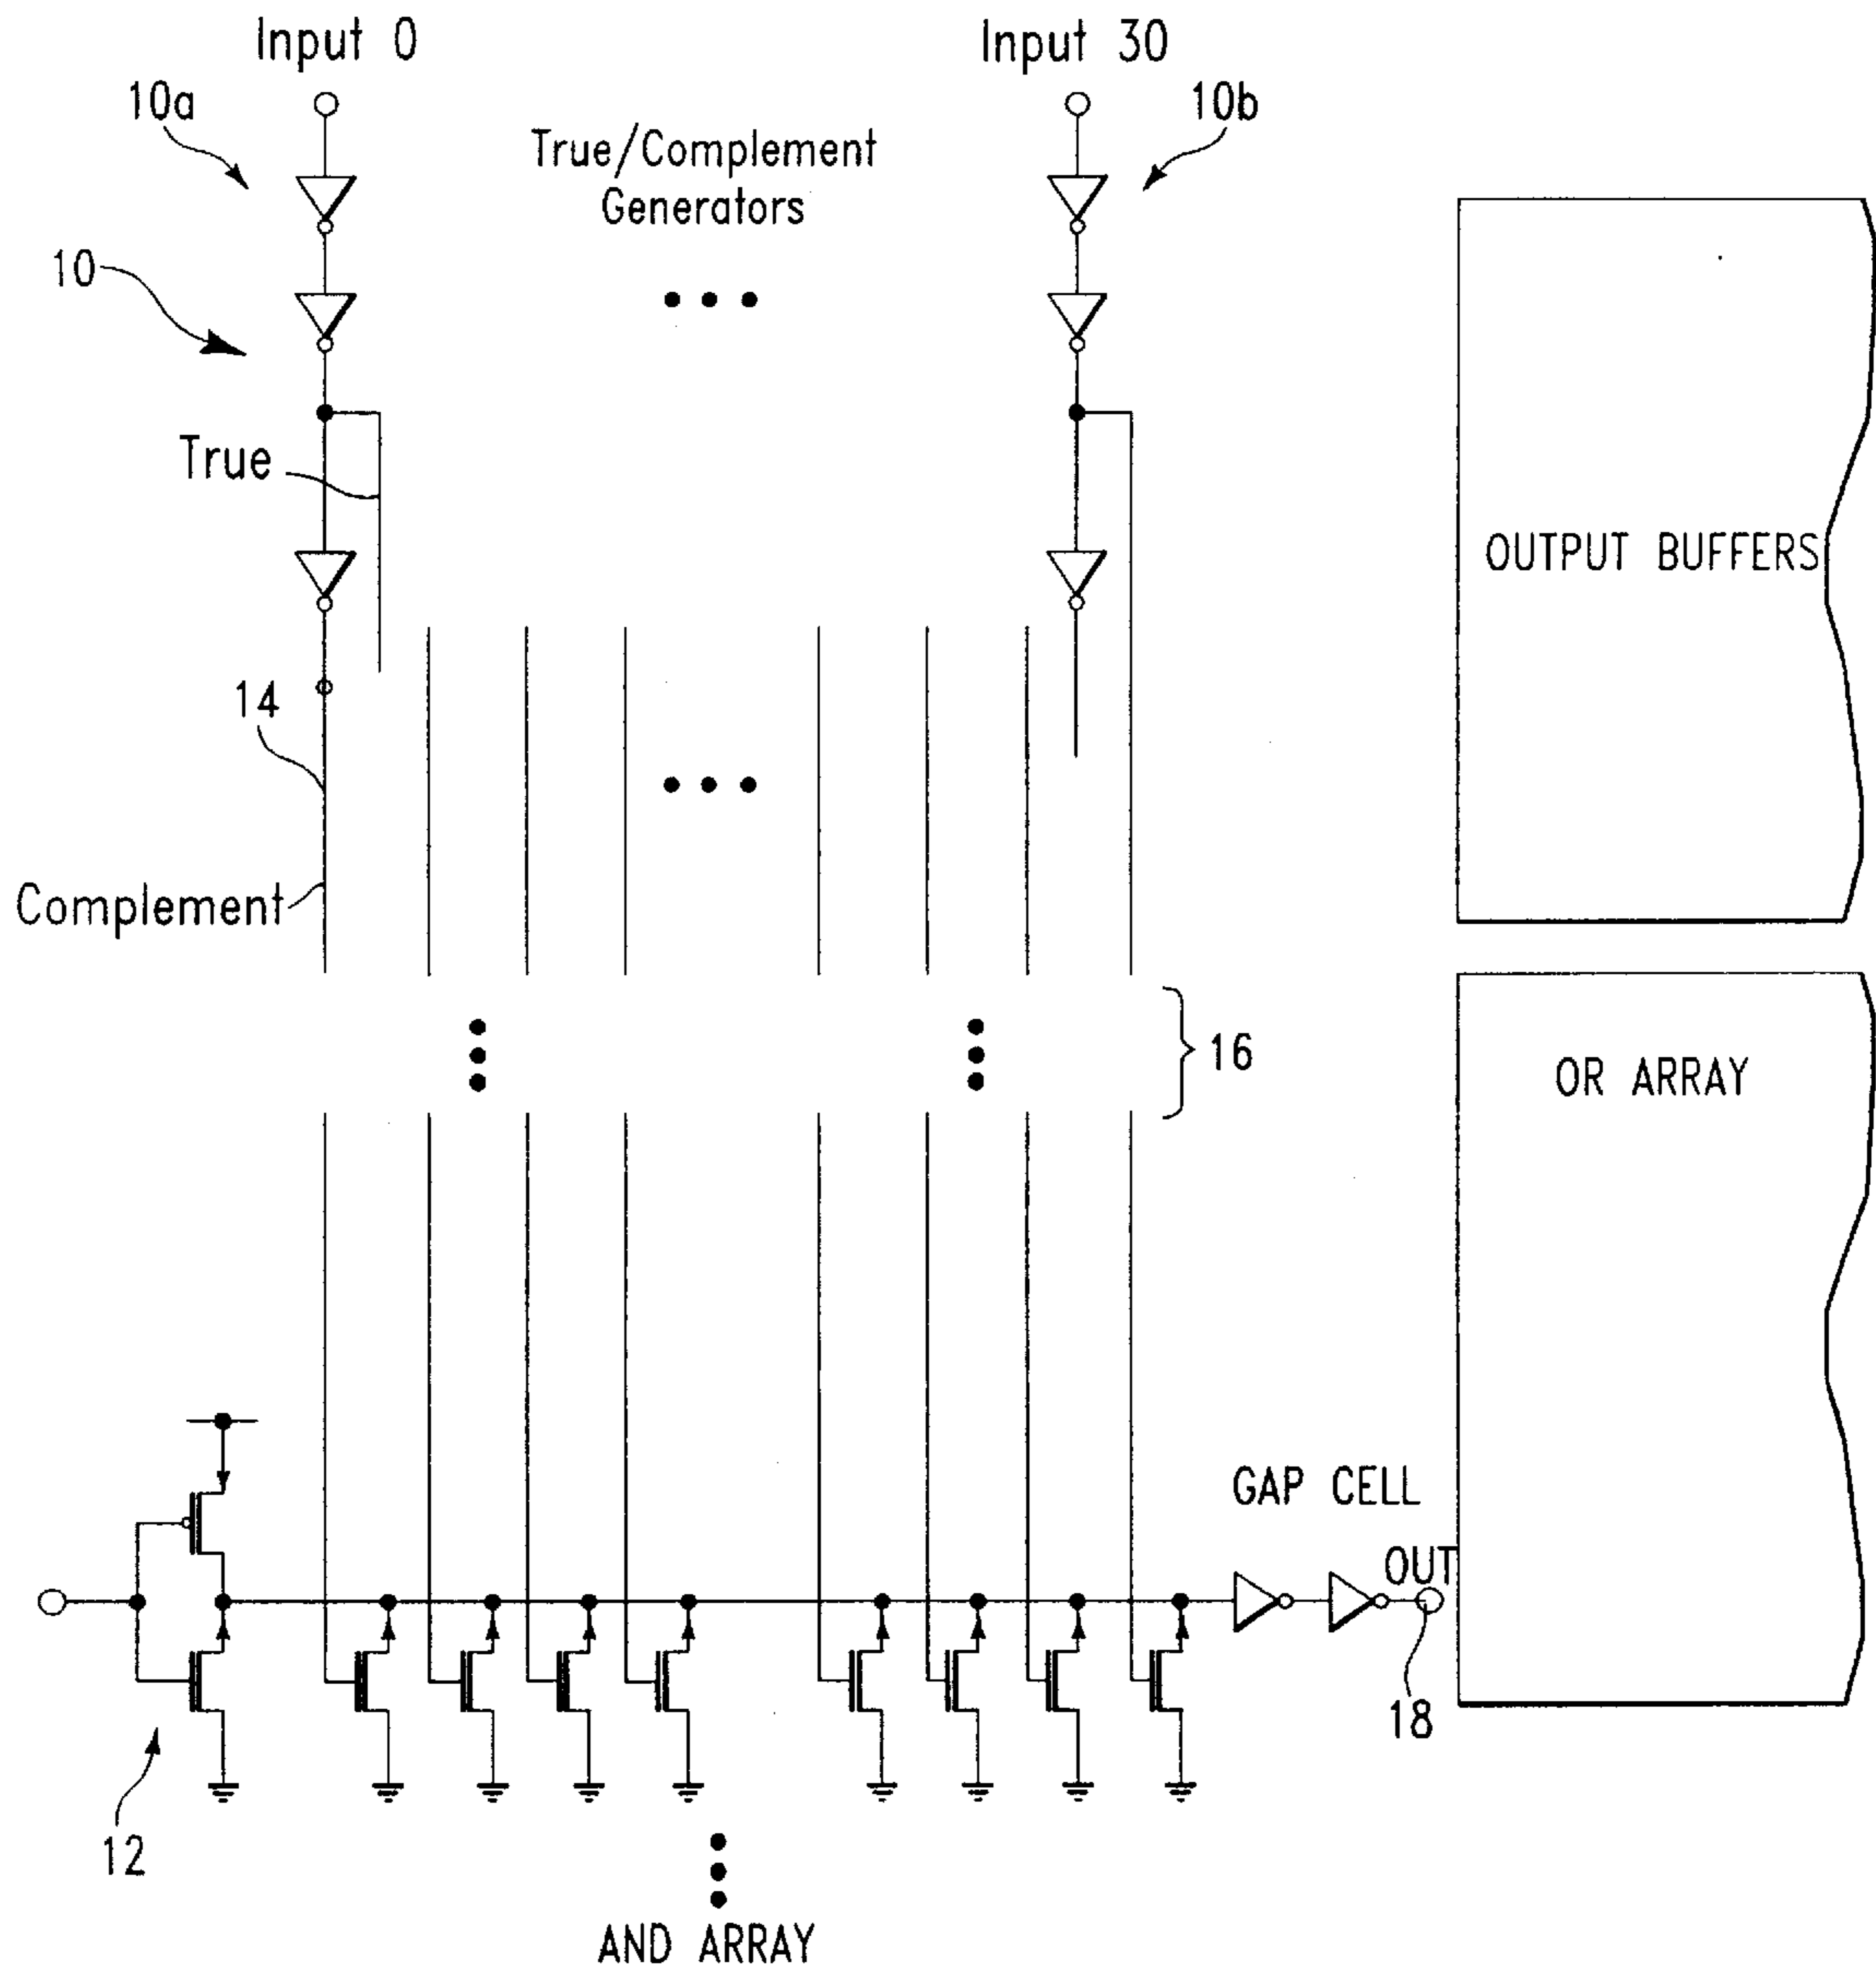 Input 0
Input 30
10a
10b
True/Complement
Generators
10
True
OUTPUT BUFFERS
14
Complement
16
OR ARRAY
GAP CELL
OUT
18
12
AND ARRAY